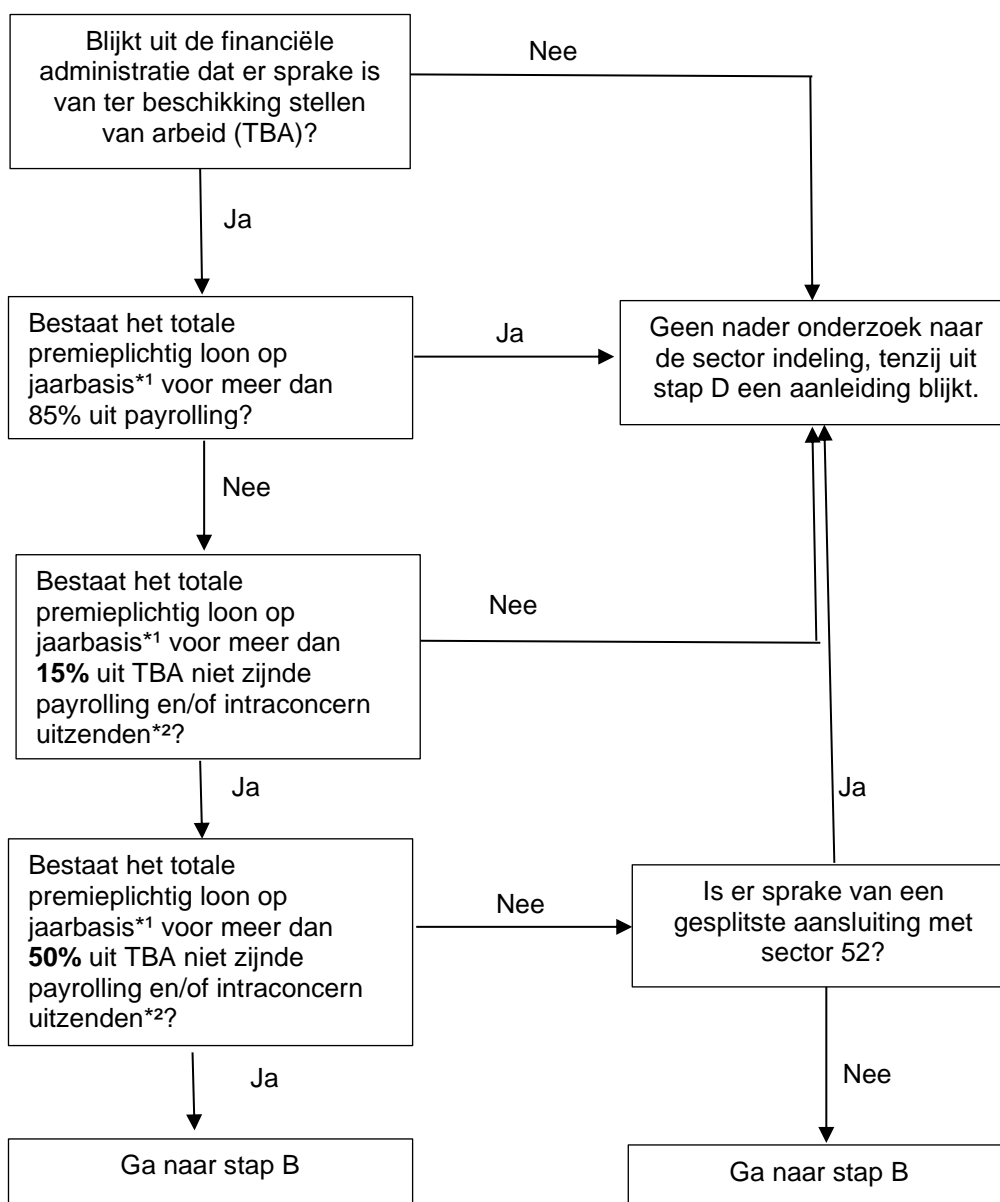 Blijkt uit de financiële
administratie dat er sprake is
van ter beschikking stellen
van arbeid (TBA)?
Nee
Ja
Bestaat het totale
premieplichtig loon op
jaarbasis*¹ voor meer dan
85% uit payrolling?
Ja
Geen nader onderzoek naar
de sector indeling, tenzij uit
stap D een aanleiding blijkt.
Nee
Bestaat het totale
premieplichtig loon op
jaarbasis*¹ voor meer dan
15% uit TBA niet zijnde
payrolling en/of intraconcern
uitzenden*²?
Nee
Ja
Ja
Bestaat het totale
premieplichtig loon op
jaarbasis*¹ voor meer dan
50% uit TBA niet zijnde
payrolling en/of intraconcern
uitzenden*²?
Nee
Is er sprake van een
gesplitste aansluiting met
sector 52?
Ja
Nee
Ga naar stap B
Ga naar stap B